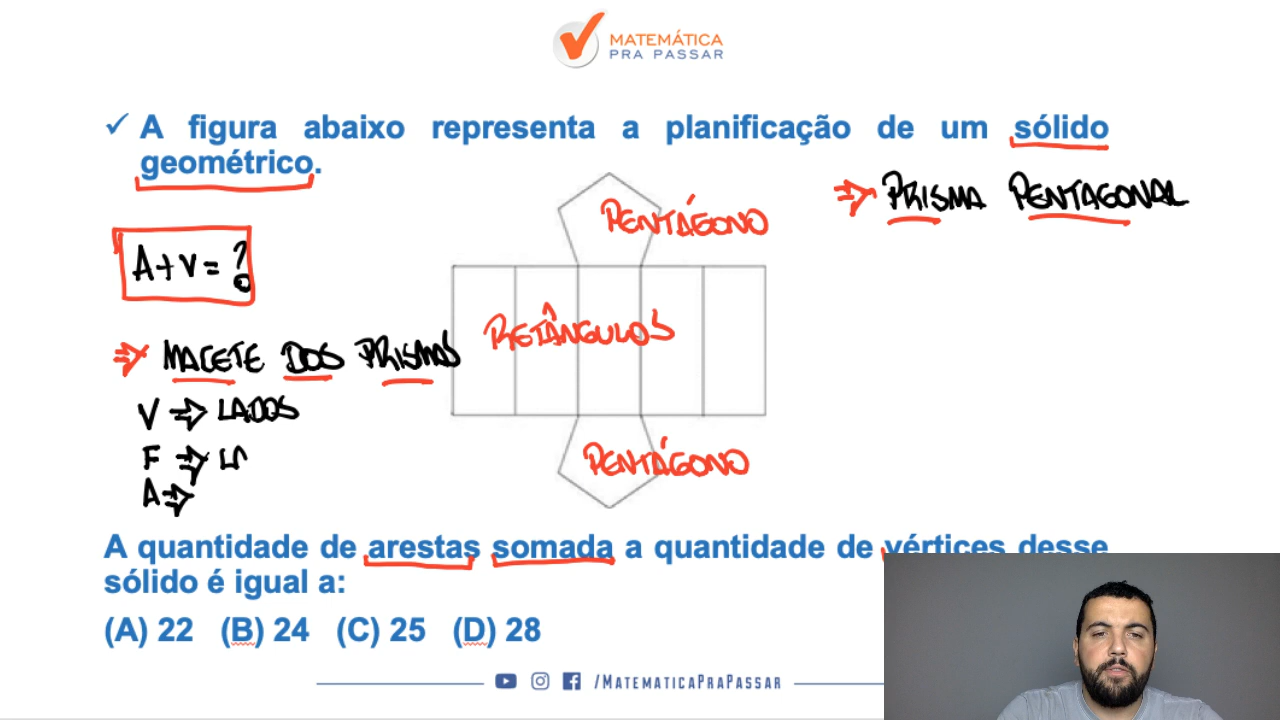 MATEMÁTICA
PRA PASSAR
✓ A figura abaixo representa a planificação de um sólido
geométrico.
⇒ PRISMA PENTAGONAL
PENTÁGONO
A+V=?
RETÂNGULOS
⇒ MACETE DOS PRISMAS
V ⇒ LADOS
F ⇒ LA
A ⇒
PENTÁGONO
A quantidade de arestas somada a quantidade de vértices desse
sólido é igual a:
(A) 22 (B) 24 (C) 25 (D) 28
/MATEMATICAPRAPASSAR